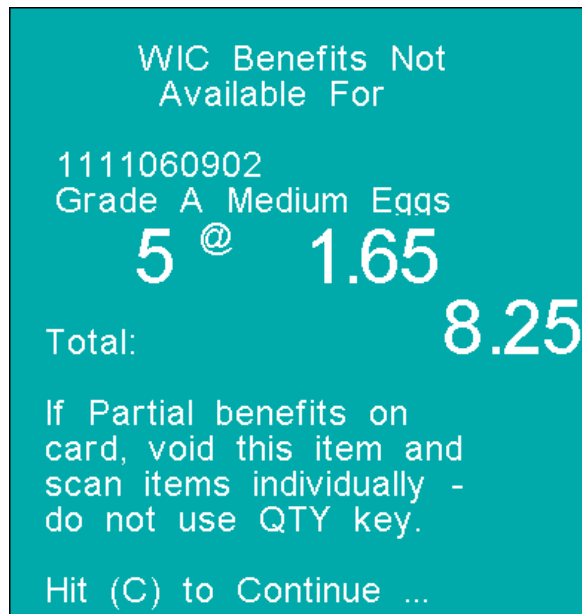 WIC Benefits Not
Available For
1111060902
Grade A Medium Eggs
5 @ 1.65
8.25
Total:
If Partial benefits on
card, void this item and
scan items individually -
do not use QTY key.
Hit (C) to Continue ...